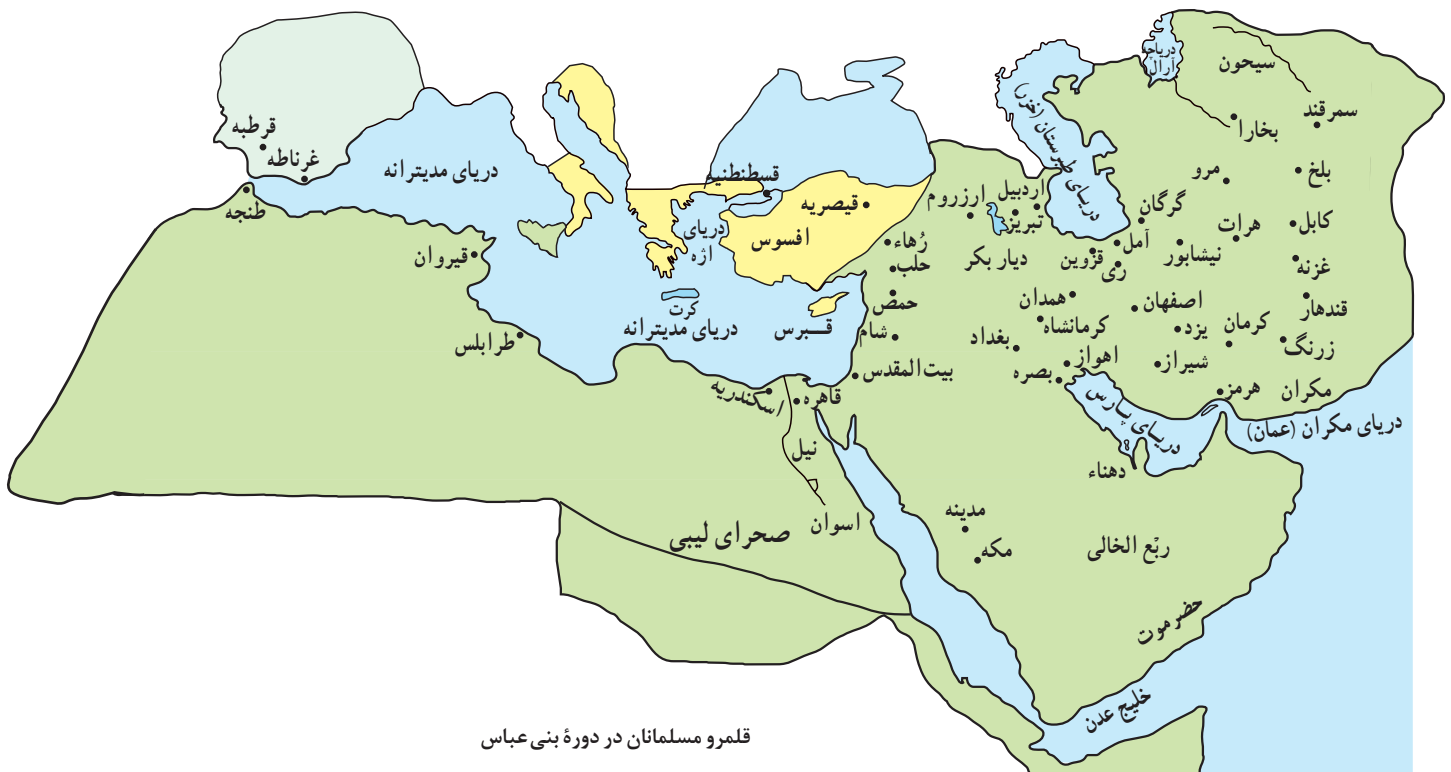 دریاچه
آرال
سیحون
سمرقند
بخارا
بلخ
مرو
دریای طبرستان (خزر)
گرگان
کابل
هرات
آمل
نیشابور
غزنه
قزوین
ری
اردبیل
تبریز
ارزروم
دیار بکر
قندهار
زرنگ
کرمان
یزد
اصفهان
همدان
کرمانشاه
شیراز
اهواز
بغداد
بصره
هرمز
مکران
دریای مکران (عمان)
دریای پارس
دهناء
قسطنطنیه
قیصریه
افسوس
دریای
اژه
رُهاء
حلب
حمص
شام
بیت المقدس
قبرس
کرت
دریای مدیترانه
دریای مدیترانه
قرطبه
غرناطه
طنجه
قیروان
طرابلس
اسکندریه
قاهره
نیل
اسوان
صحرای لیبی
مدینه
مکه
ربْع الخالی
حضرموت
خلیج عدن
قلمرو مسلمانان در دورهٔ بنی عباس